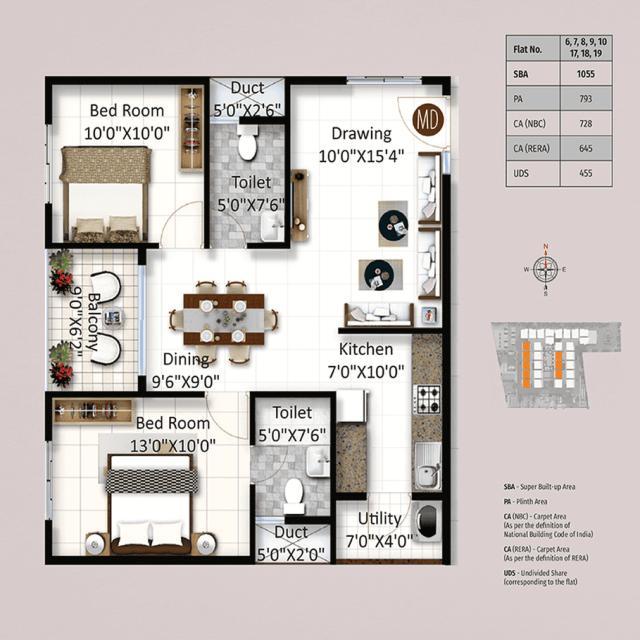 Flat No. 6, 7, 8, 9, 10
17, 18, 19
SBA 1055
PA 793
CA (NBC) 728
CA (RERA) 645
UDS 455
Duct
5'0"X2'6"
Bed Room
10'0"X10'0"
MD
Drawing
10'0"X15'4"
Toilet
5'0"X7'6"
N
W E
S
Balcony
9'0"X6'2"
Dining
9'6"X9'0"
Kitchen
7'0"X10'0"
Bed Room
13'0"X10'0"
Toilet
5'0"X7'6"
Utility
7'0"X4'0"
Duct
5'0"X2'0"
SBA - Super Built-up Area
PA - Plinth Area
CA (NBC) - Carpet Area
(As per the definition of
National Building Code of India)
CA (RERA) - Carpet Area
(As per the definition of RERA)
UDS - Undivided Share
(corresponding to the flat)